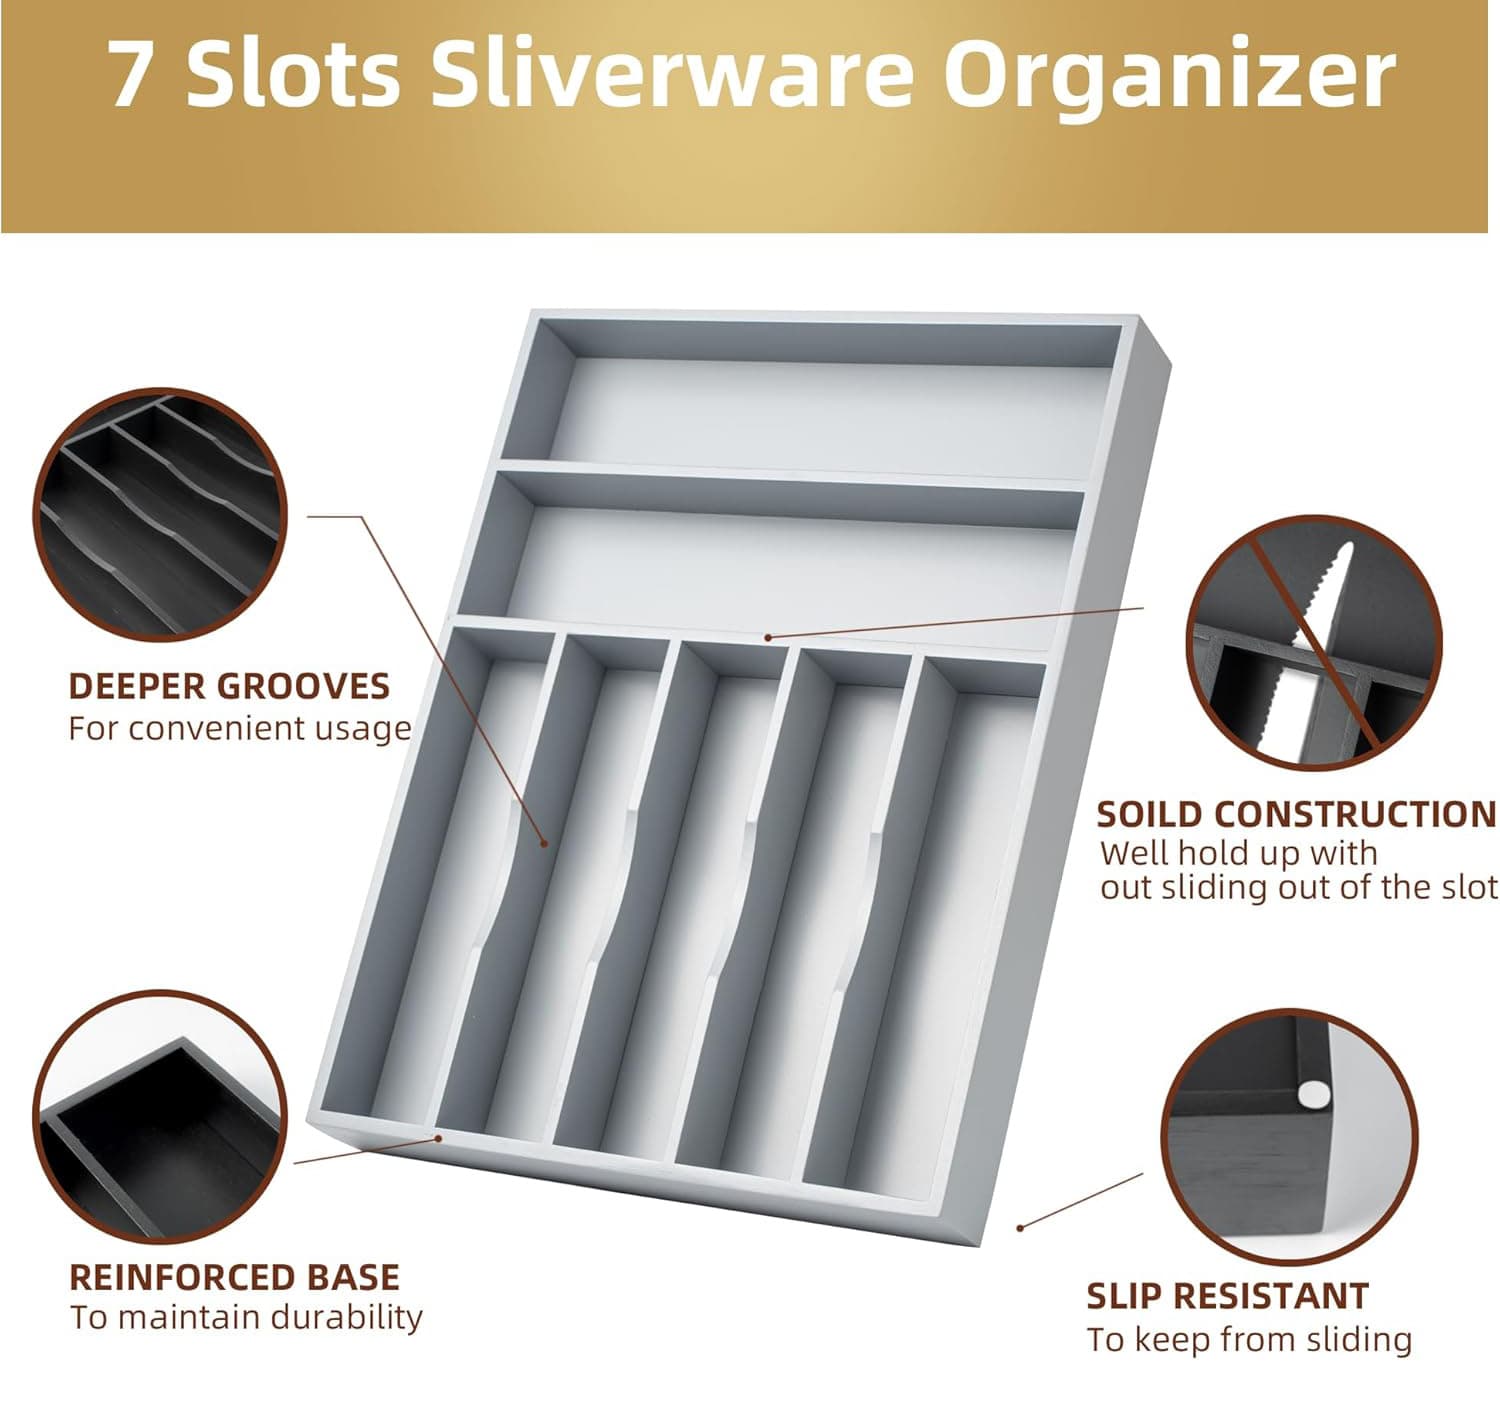 7 Slots Sliverware Organizer
DEEPER GROOVES
For convenient usage
SOILD CONSTRUCTION
Well hold up with
out sliding out of the slot
REINFORCED BASE
To maintain durability
SLIP RESISTANT
To keep from sliding